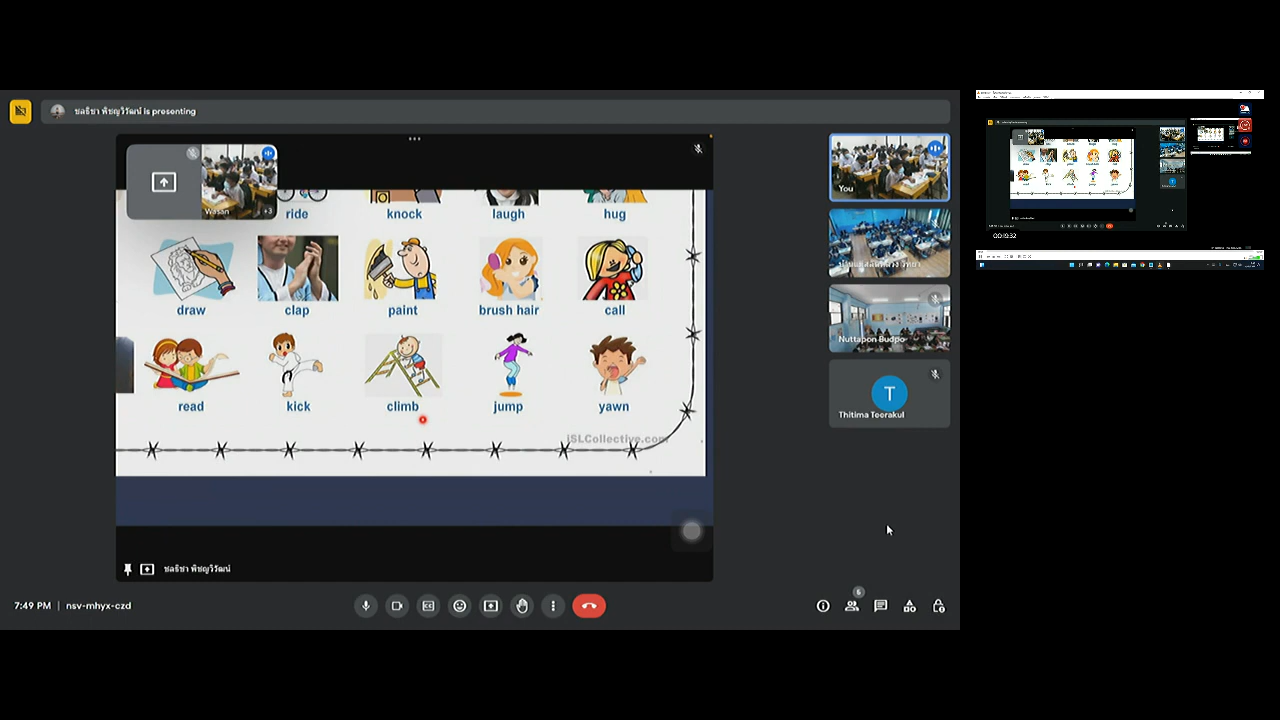 ชลธิชา พิชญวิวัฒน์ is presenting
Wasan
+3
ride
knock
laugh
hug
draw
clap
paint
brush hair
call
read
kick
climb
jump
yawn
iSLCollective.com
ชลธิชา พิชญวิวัฒน์
You
Nuttapon Budpo
T
Thitima Teerakul
7:49 PM | nsv-mhyx-czd
6
00:19:32